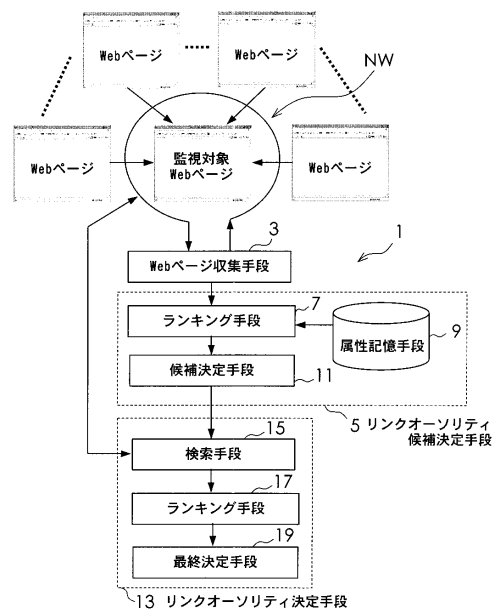 Webページ
Webページ
NW
Webページ
監視対象
Webページ
Webページ
3
1
Webページ収集手段
7
ランキング手段
属性記憶手段
9
候補決定手段
11
5 リンクオーソリティ
候補決定手段
15
検索手段
17
ランキング手段
19
最終決定手段
13 リンクオーソリティ決定手段